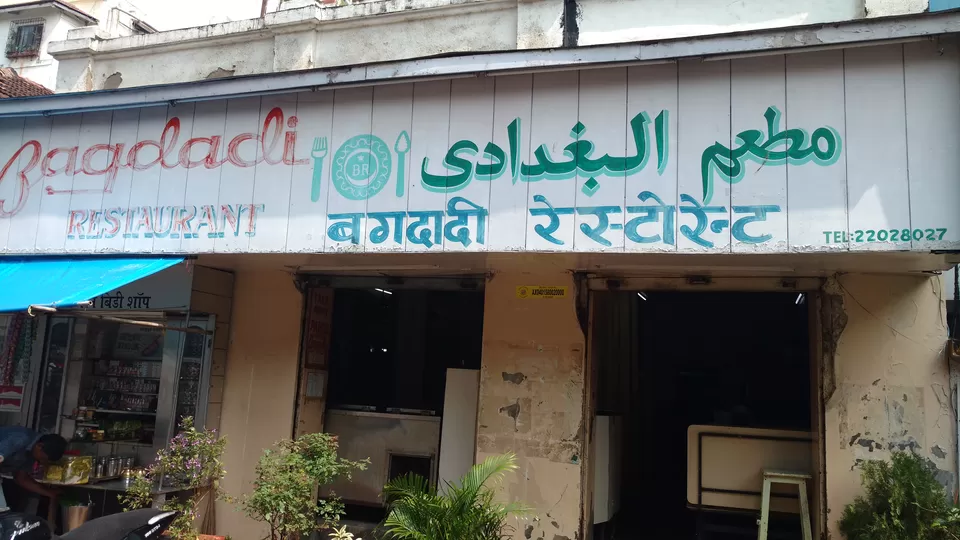 Bagdadi
RESTAURANT
BR
مطعم البغدادى
बगदादी रेस्टोरेन्ट
TEL:22028027
बिडी शॉप